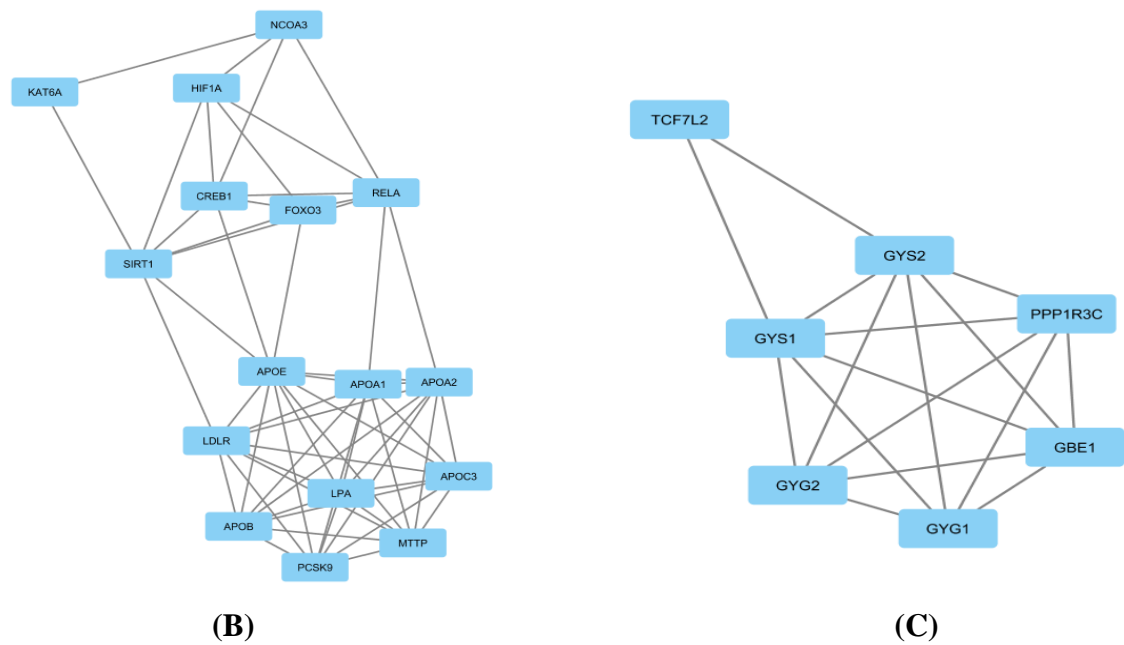 NCOA3
KAT6A
HIF1A
CREB1
RELA
FOXO3
SIRT1
APOE
APOA1
APOA2
LDLR
APOC3
LPA
APOB
MTTP
PCSK9
(B)
TCF7L2
GYS2
PPP1R3C
GYS1
GBE1
GYG2
GYG1
(C)